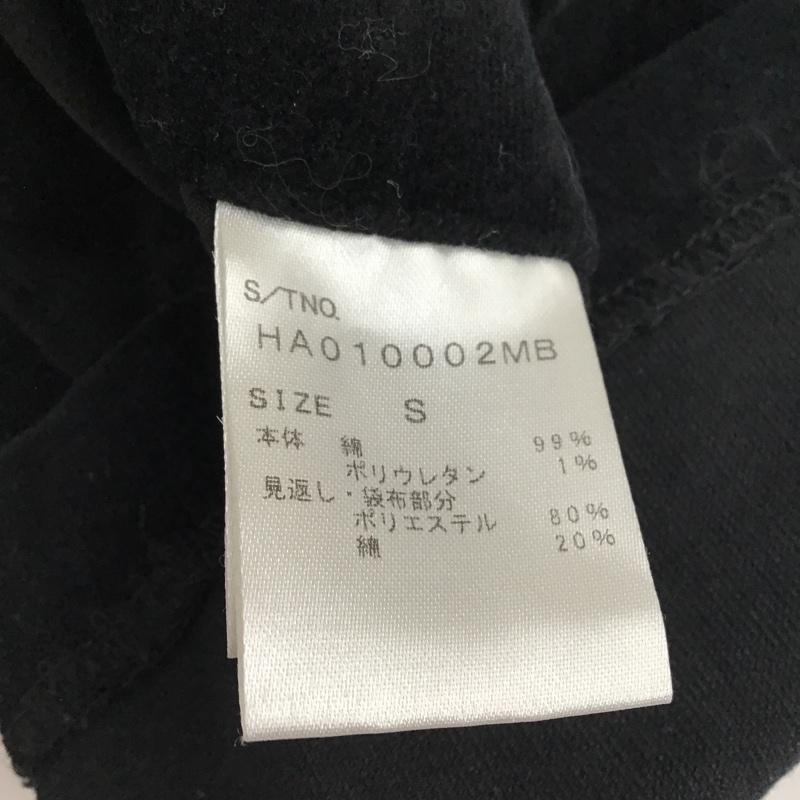 S/TNO.
HA010002MB
SIZE S
本体 綿 99%
ポリウレタン 1%
見返し・袋布部分
ポリエステル 80%
綿 20%